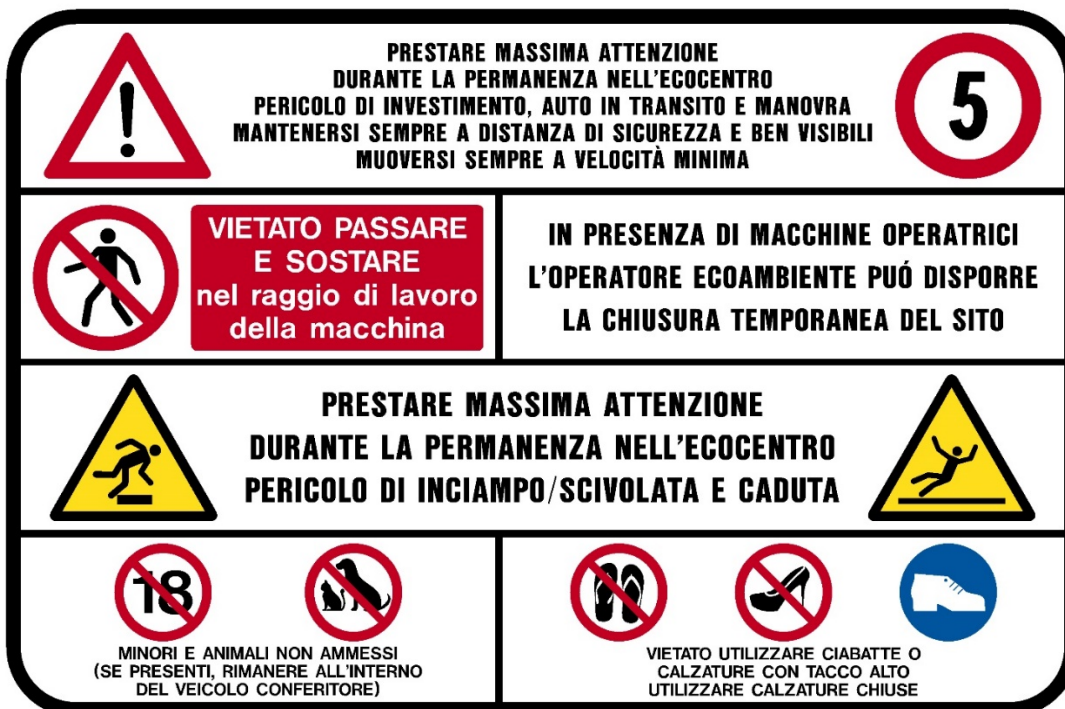 PRESTARE MASSIMA ATTENZIONE
DURANTE LA PERMANENZA NELL'ECOCENTRO
PERICOLO DI INVESTIMENTO, AUTO IN TRANSITO E MANOVRA
MANTENERSI SEMPRE A DISTANZA DI SICUREZZA E BEN VISIBILI
MUOVERSI SEMPRE A VELOCITÀ MINIMA
5
VIETATO PASSARE
E SOSTARE
nel raggio di lavoro
della macchina
IN PRESENZA DI MACCHINE OPERATRICI
L'OPERATORE ECOAMBIENTE PUÓ DISPORRE
LA CHIUSURA TEMPORANEA DEL SITO
PRESTARE MASSIMA ATTENZIONE
DURANTE LA PERMANENZA NELL'ECOCENTRO
PERICOLO DI INCIAMPO/SCIVOLATA E CADUTA
18
MINORI E ANIMALI NON AMMESSI
(SE PRESENTI, RIMANERE ALL'INTERNO
DEL VEICOLO CONFERITORE)
VIETATO UTILIZZARE CIABATTE O
CALZATURE CON TACCO ALTO
UTILIZZARE CALZATURE CHIUSE